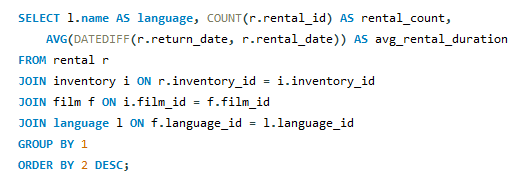 SELECT l.name AS language, COUNT(r.rental_id) AS rental_count,
    AVG(DATEDIFF(r.return_date, r.rental_date)) AS avg_rental_duration
FROM rental r
JOIN inventory i ON r.inventory_id = i.inventory_id
JOIN film f ON i.film_id = f.film_id
JOIN language l ON f.language_id = l.language_id
GROUP BY 1
ORDER BY 2 DESC;